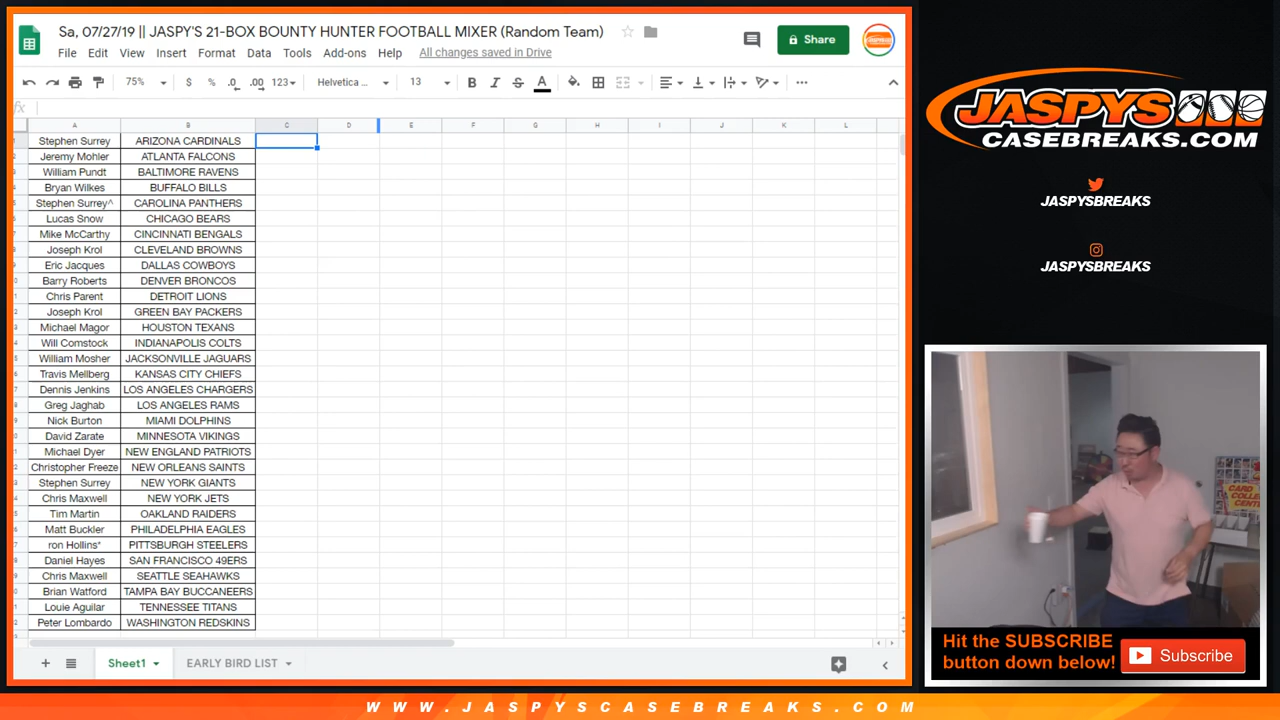 Sa, 07/27/19 || JASPY'S 21-BOX BOUNTY HUNTER FOOTBALL MIXER (Random Team)
File Edit View Insert Format Data Tools Add-ons Help All changes saved in Drive
Share
75% $ % .0 .00 123 Helvetica ... 13 B I S A
fx
A B C D E F G H I J K L
Stephen Surrey ARIZONA CARDINALS
Jeremy Mohler ATLANTA FALCONS
William Pundt BALTIMORE RAVENS
Bryan Wilkes BUFFALO BILLS
Stephen Surrey^ CAROLINA PANTHERS
Lucas Snow CHICAGO BEARS
Mike McCarthy CINCINNATI BENGALS
Joseph Krol CLEVELAND BROWNS
Eric Jacques DALLAS COWBOYS
Barry Roberts DENVER BRONCOS
Chris Parent DETROIT LIONS
Joseph Krol GREEN BAY PACKERS
Michael Magor HOUSTON TEXANS
Will Comstock INDIANAPOLIS COLTS
William Mosher JACKSONVILLE JAGUARS
Travis Mellberg KANSAS CITY CHIEFS
Dennis Jenkins LOS ANGELES CHARGERS
Greg Jaghab LOS ANGELES RAMS
Nick Burton MIAMI DOLPHINS
David Zarate MINNESOTA VIKINGS
Michael Dyer NEW ENGLAND PATRIOTS
Christopher Freeze NEW ORLEANS SAINTS
Stephen Surrey NEW YORK GIANTS
Chris Maxwell NEW YORK JETS
Tim Martin OAKLAND RAIDERS
Matt Buckler PHILADELPHIA EAGLES
ron Hollins* PITTSBURGH STEELERS
Daniel Hayes SAN FRANCISCO 49ERS
Chris Maxwell SEATTLE SEAHAWKS
Brian Watford TAMPA BAY BUCCANEERS
Louie Aguilar TENNESSEE TITANS
Peter Lombardo WASHINGTON REDSKINS
Sheet1 EARLY BIRD LIST
JASPYS
CASEBREAKS.COM
JASPYSBREAKS
JASPYSBREAKS
CARD
Hit the SUBSCRIBE
button down below!
Subscribe
WWW.JASPYSCASEBREAKS.COM